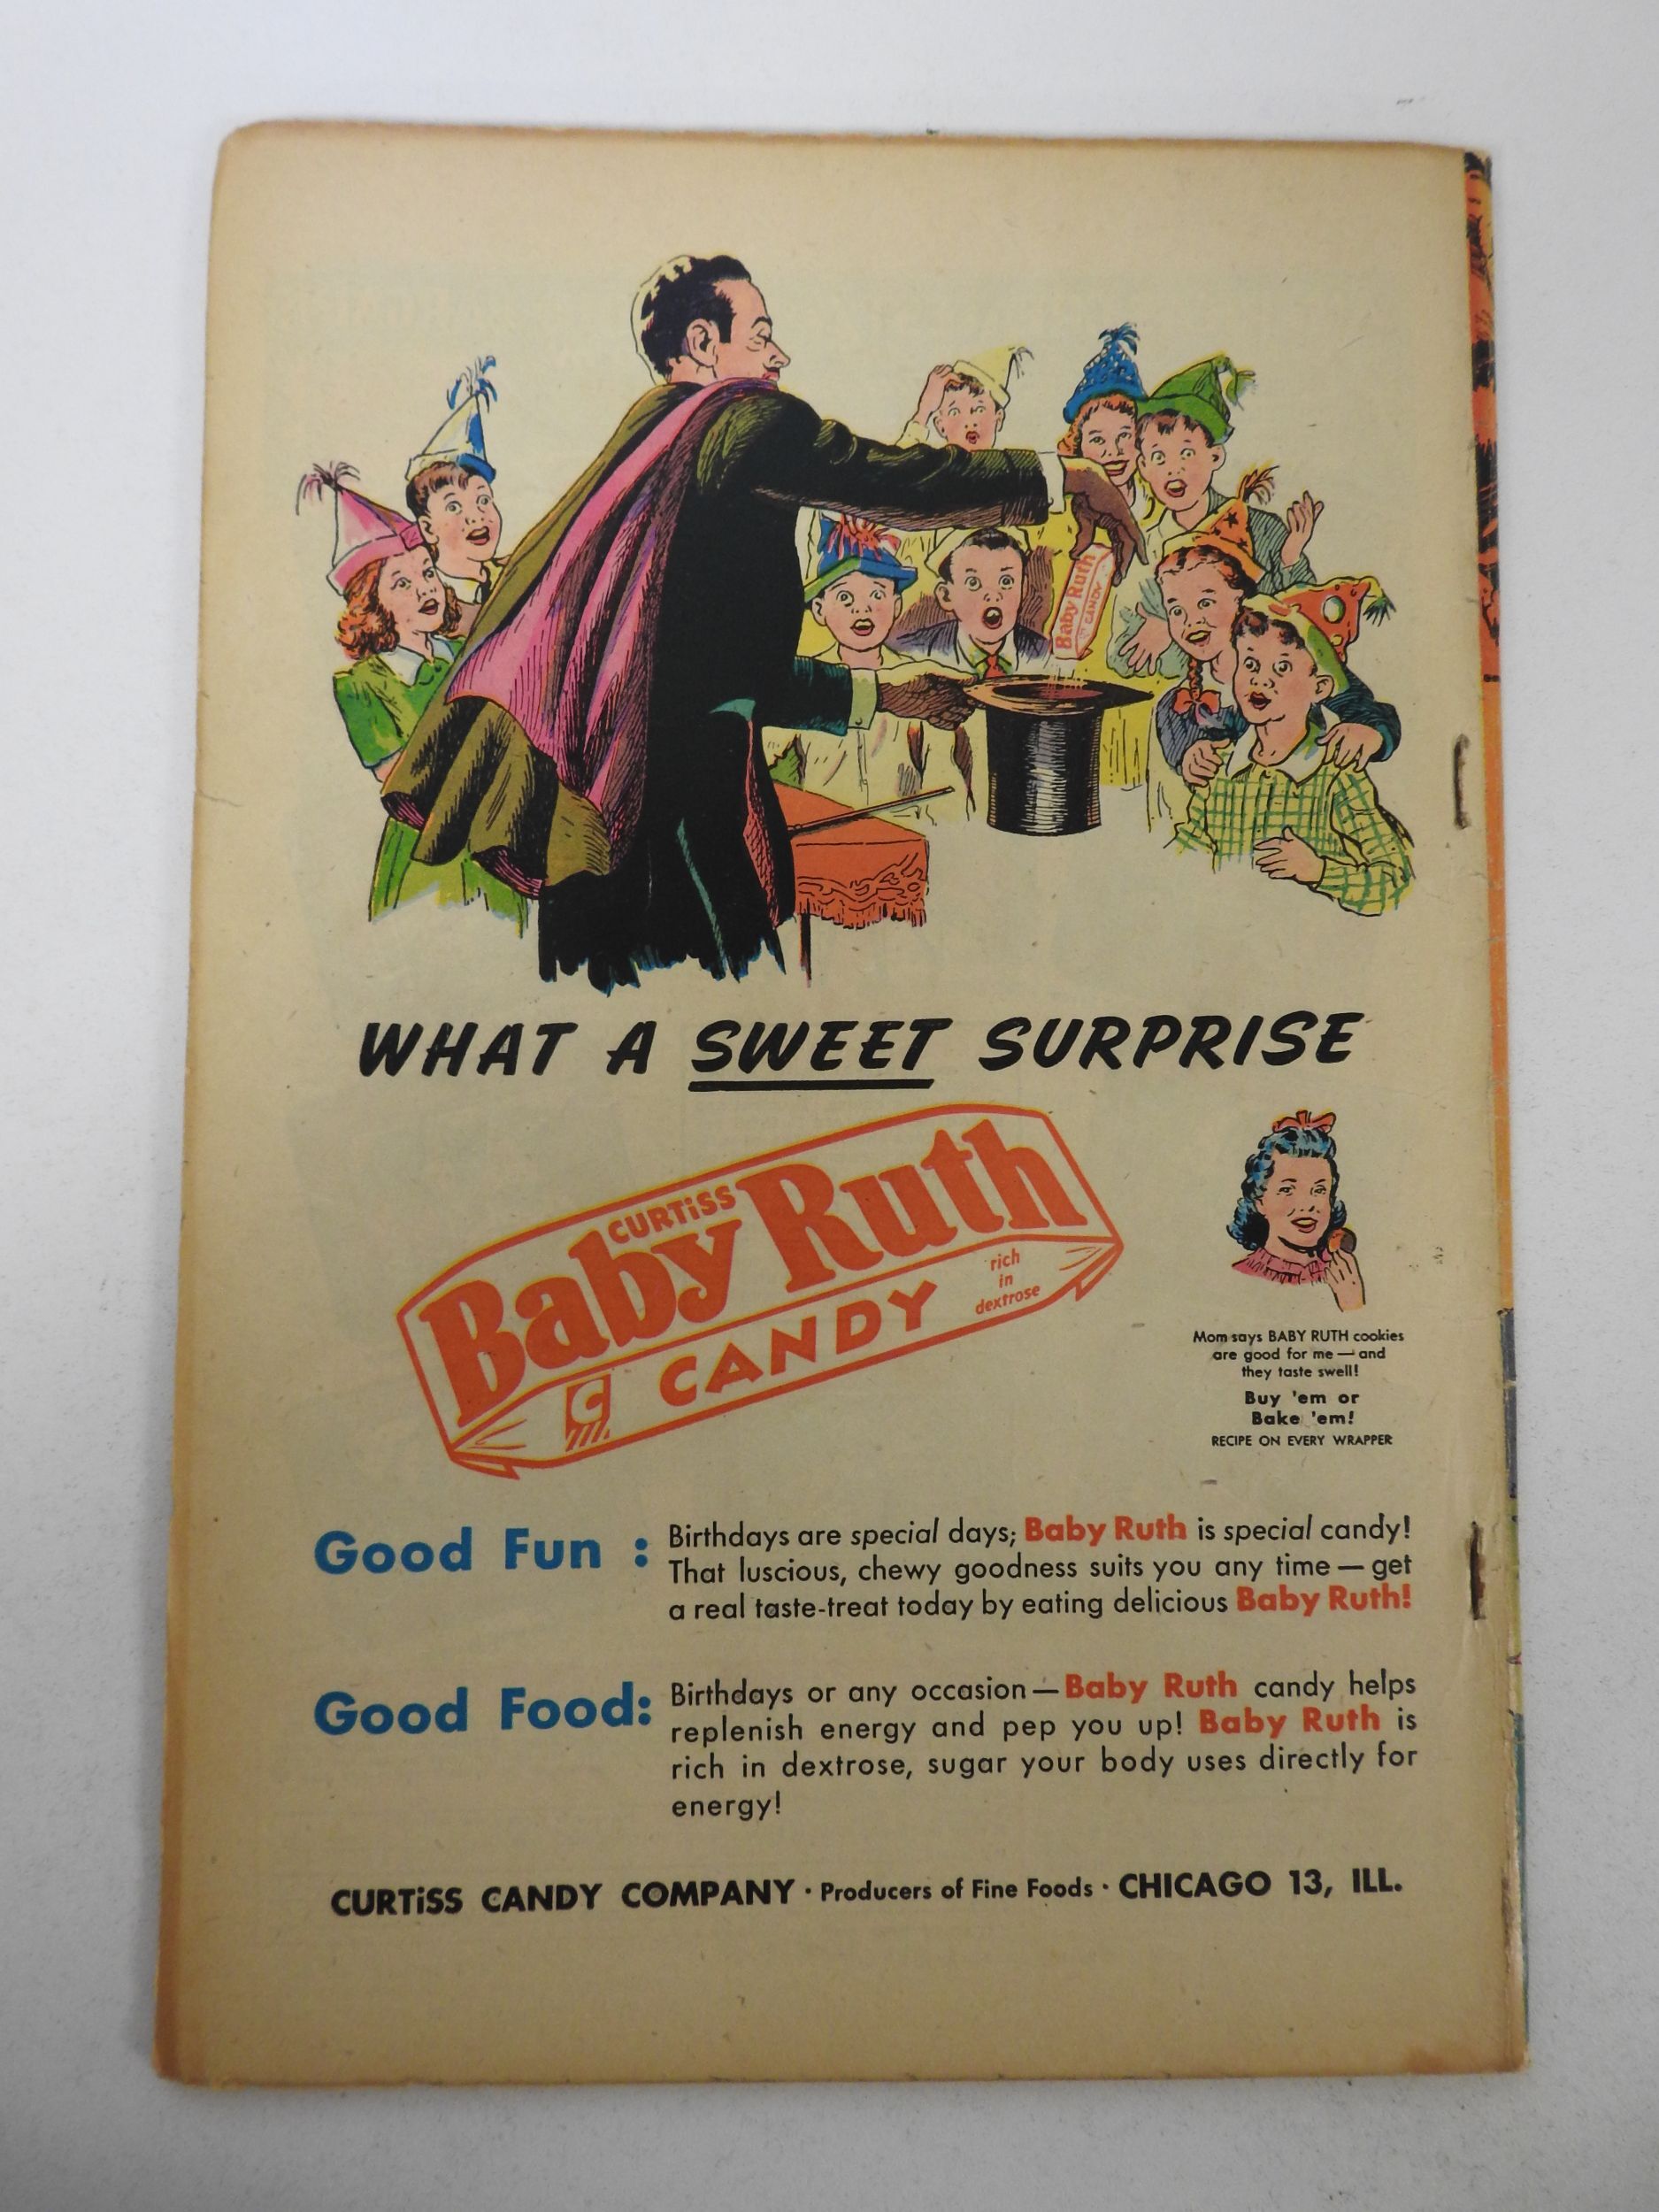 Baby Ruth
CANDY
WHAT A SWEET SURPRISE
CURTiSS
Baby Ruth
CANDY
rich
in
dextrose
C
Mom says BABY RUTH cookies
are good for me — and
they taste swell!
Buy 'em or
Bake 'em!
RECIPE ON EVERY WRAPPER
Good Fun : Birthdays are special days; Baby Ruth is special candy!
That luscious, chewy goodness suits you any time — get
a real taste-treat today by eating delicious Baby Ruth!
Good Food: Birthdays or any occasion — Baby Ruth candy helps
replenish energy and pep you up! Baby Ruth is
rich in dextrose, sugar your body uses directly for
energy!
CURTiSS CANDY COMPANY · Producers of Fine Foods · CHICAGO 13, ILL.